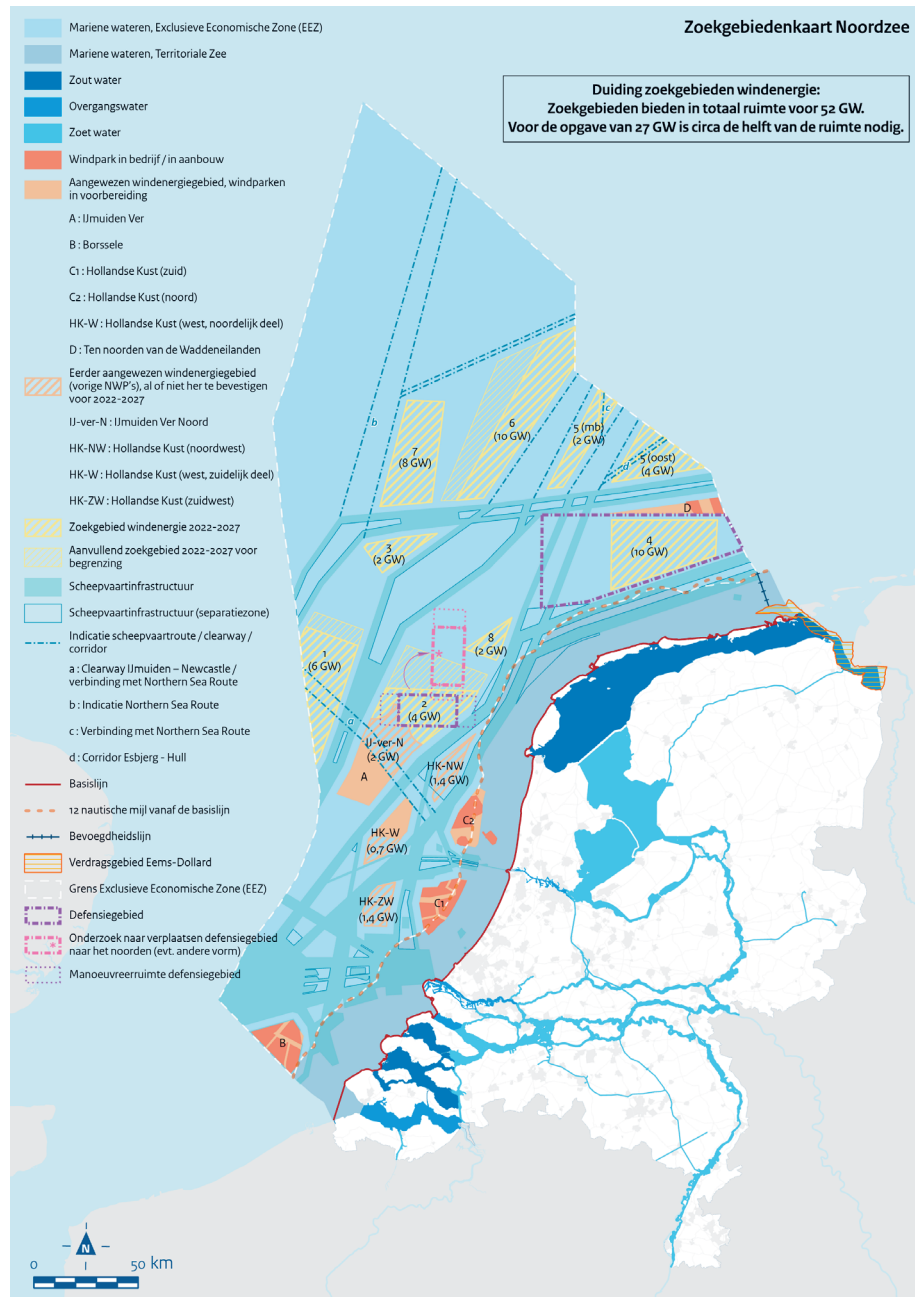 Zoekgebiedenkaart Noordzee
Duiding zoekgebieden windenergie:
Zoekgebieden bieden in totaal ruimte voor 52 GW.
Voor de opgave van 27 GW is circa de helft van de ruimte nodig.
Mariene wateren, Exclusieve Economische Zone (EEZ)
Mariene wateren, Territoriale Zee
Zout water
Overgangswater
Zoet water
Windpark in bedrijf / in aanbouw
Aangewezen windenergiegebied, windparken
in voorbereiding
A : IJmuiden Ver
B : Borssele
C1 : Hollandse Kust (zuid)
C2 : Hollandse Kust (noord)
HK-W : Hollandse Kust (west, noordelijk deel)
D : Ten noorden van de Waddeneilanden
Eerder aangewezen windenergiegebied
(vorige NWP's), al of niet her te bevestigen
voor 2022-2027
IJ-ver-N : IJmuiden Ver Noord
HK-NW : Hollandse Kust (noordwest)
HK-W : Hollandse Kust (west, zuidelijk deel)
HK-ZW : Hollandse Kust (zuidwest)
Zoekgebied windenergie 2022-2027
Aanvullend zoekgebied 2022-2027 voor
begrenzing
Scheepvaartinfrastructuur
Scheepvaartinfrastructuur (separatiezone)
Indicatie scheepvaartroute / clearway /
corridor
a : Clearway IJmuiden – Newcastle /
verbinding met Northern Sea Route
b : Indicatie Northern Sea Route
c : Verbinding met Northern Sea Route
d : Corridor Esbjerg - Hull
Basislijn
12 nautische mijl vanaf de basislijn
Bevoegdheidslijn
Verdragsgebied Eems-Dollard
Grens Exclusieve Economische Zone (EEZ)
Defensiegebied
Onderzoek naar verplaatsen defensiegebied
naar het noorden (evt. andere vorm)
*
Manoeuvreerruimte defensiegebied
b
c
d
6
(10 GW)
5 (mb)
(2 GW)
7
(8 GW)
5 (oost)
(4 GW)
D
3
(2 GW)
4
(10 GW)
8
(2 GW)
1
(6 GW)
*
2
(4 GW)
a
IJ-ver-N
(2 GW)
A
HK-NW
(1,4 GW)
C2
HK-W
(0,7 GW)
HK-ZW
(1,4 GW)
C1
B
N
0 50 km